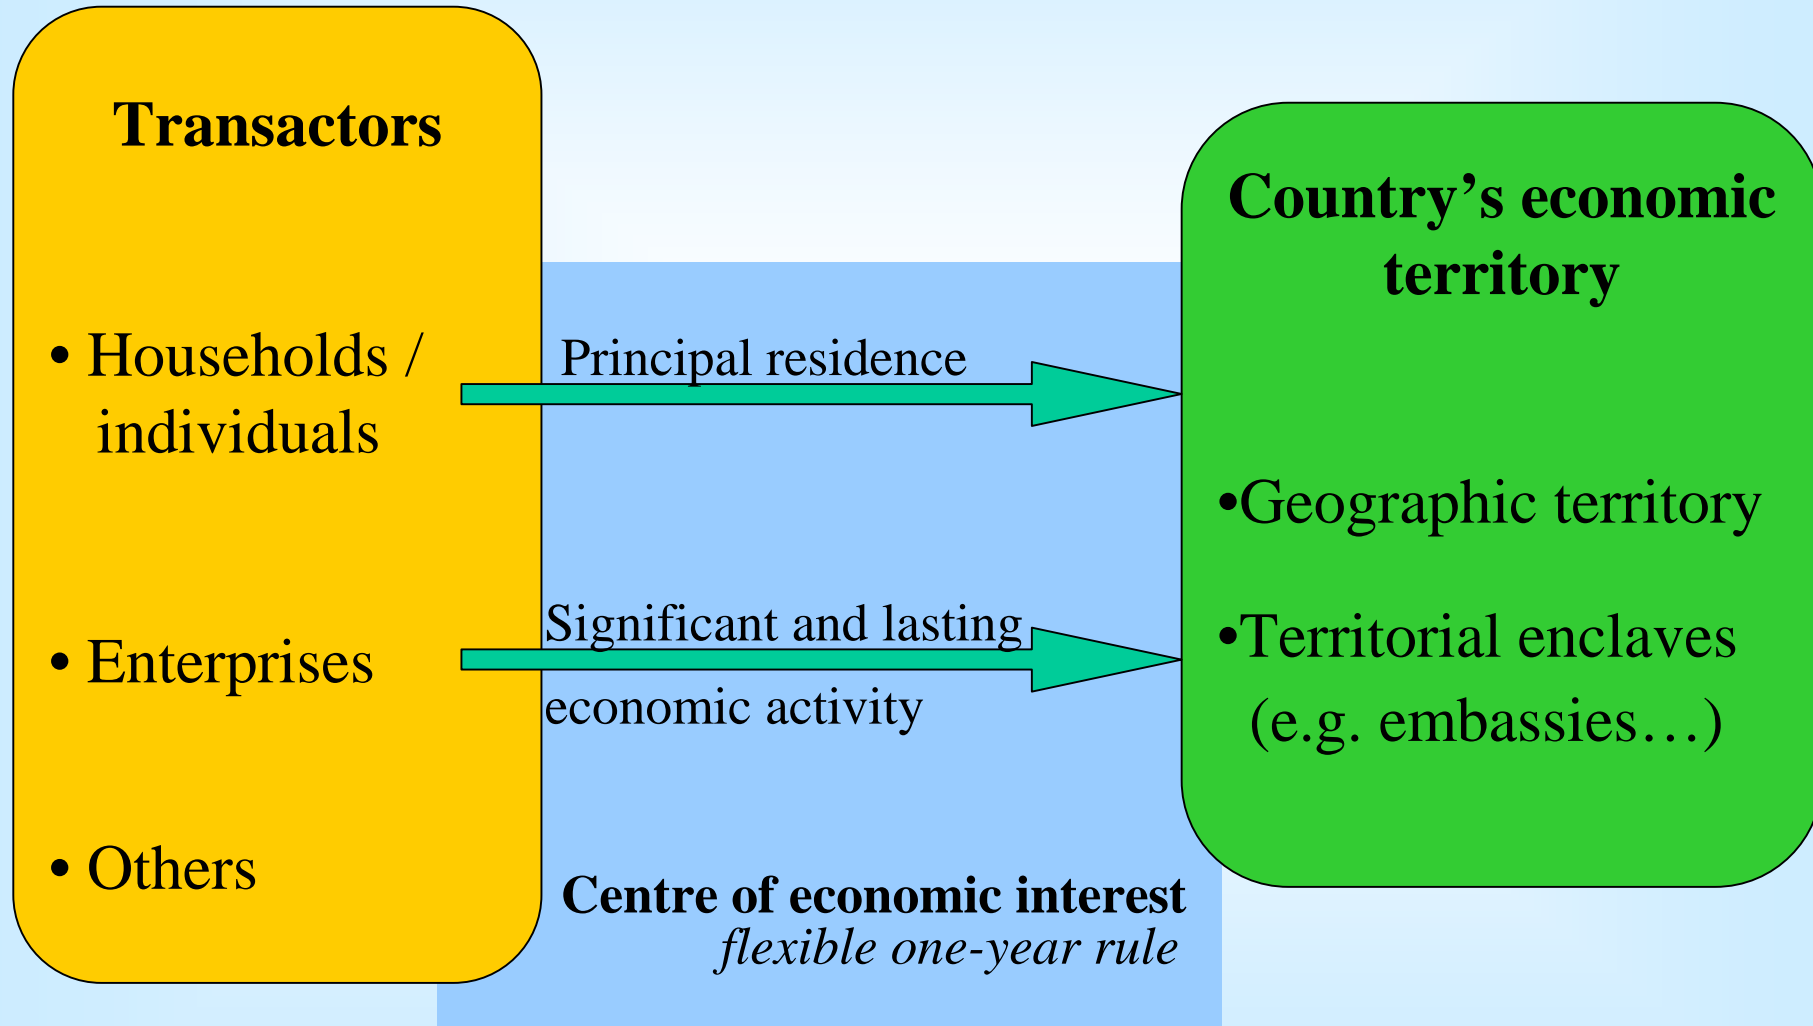 Transactors
• Households /
individuals
• Enterprises
• Others
Principal residence
Significant and lasting
economic activity
Centre of economic interest
flexible one-year rule
Country’s economic
territory
•Geographic territory
•Territorial enclaves
(e.g. embassies…)